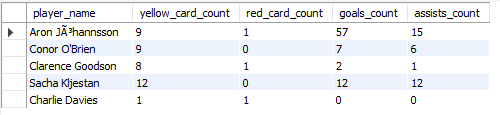 player_name yellow_card_count red_card_count goals_count assists_count
Aron JÃ³hannsson 9 1 57 15
Conor O'Brien 9 0 7 6
Clarence Goodson 8 1 2 1
Sacha Kljestan 12 0 12 12
Charlie Davies 1 1 0 0